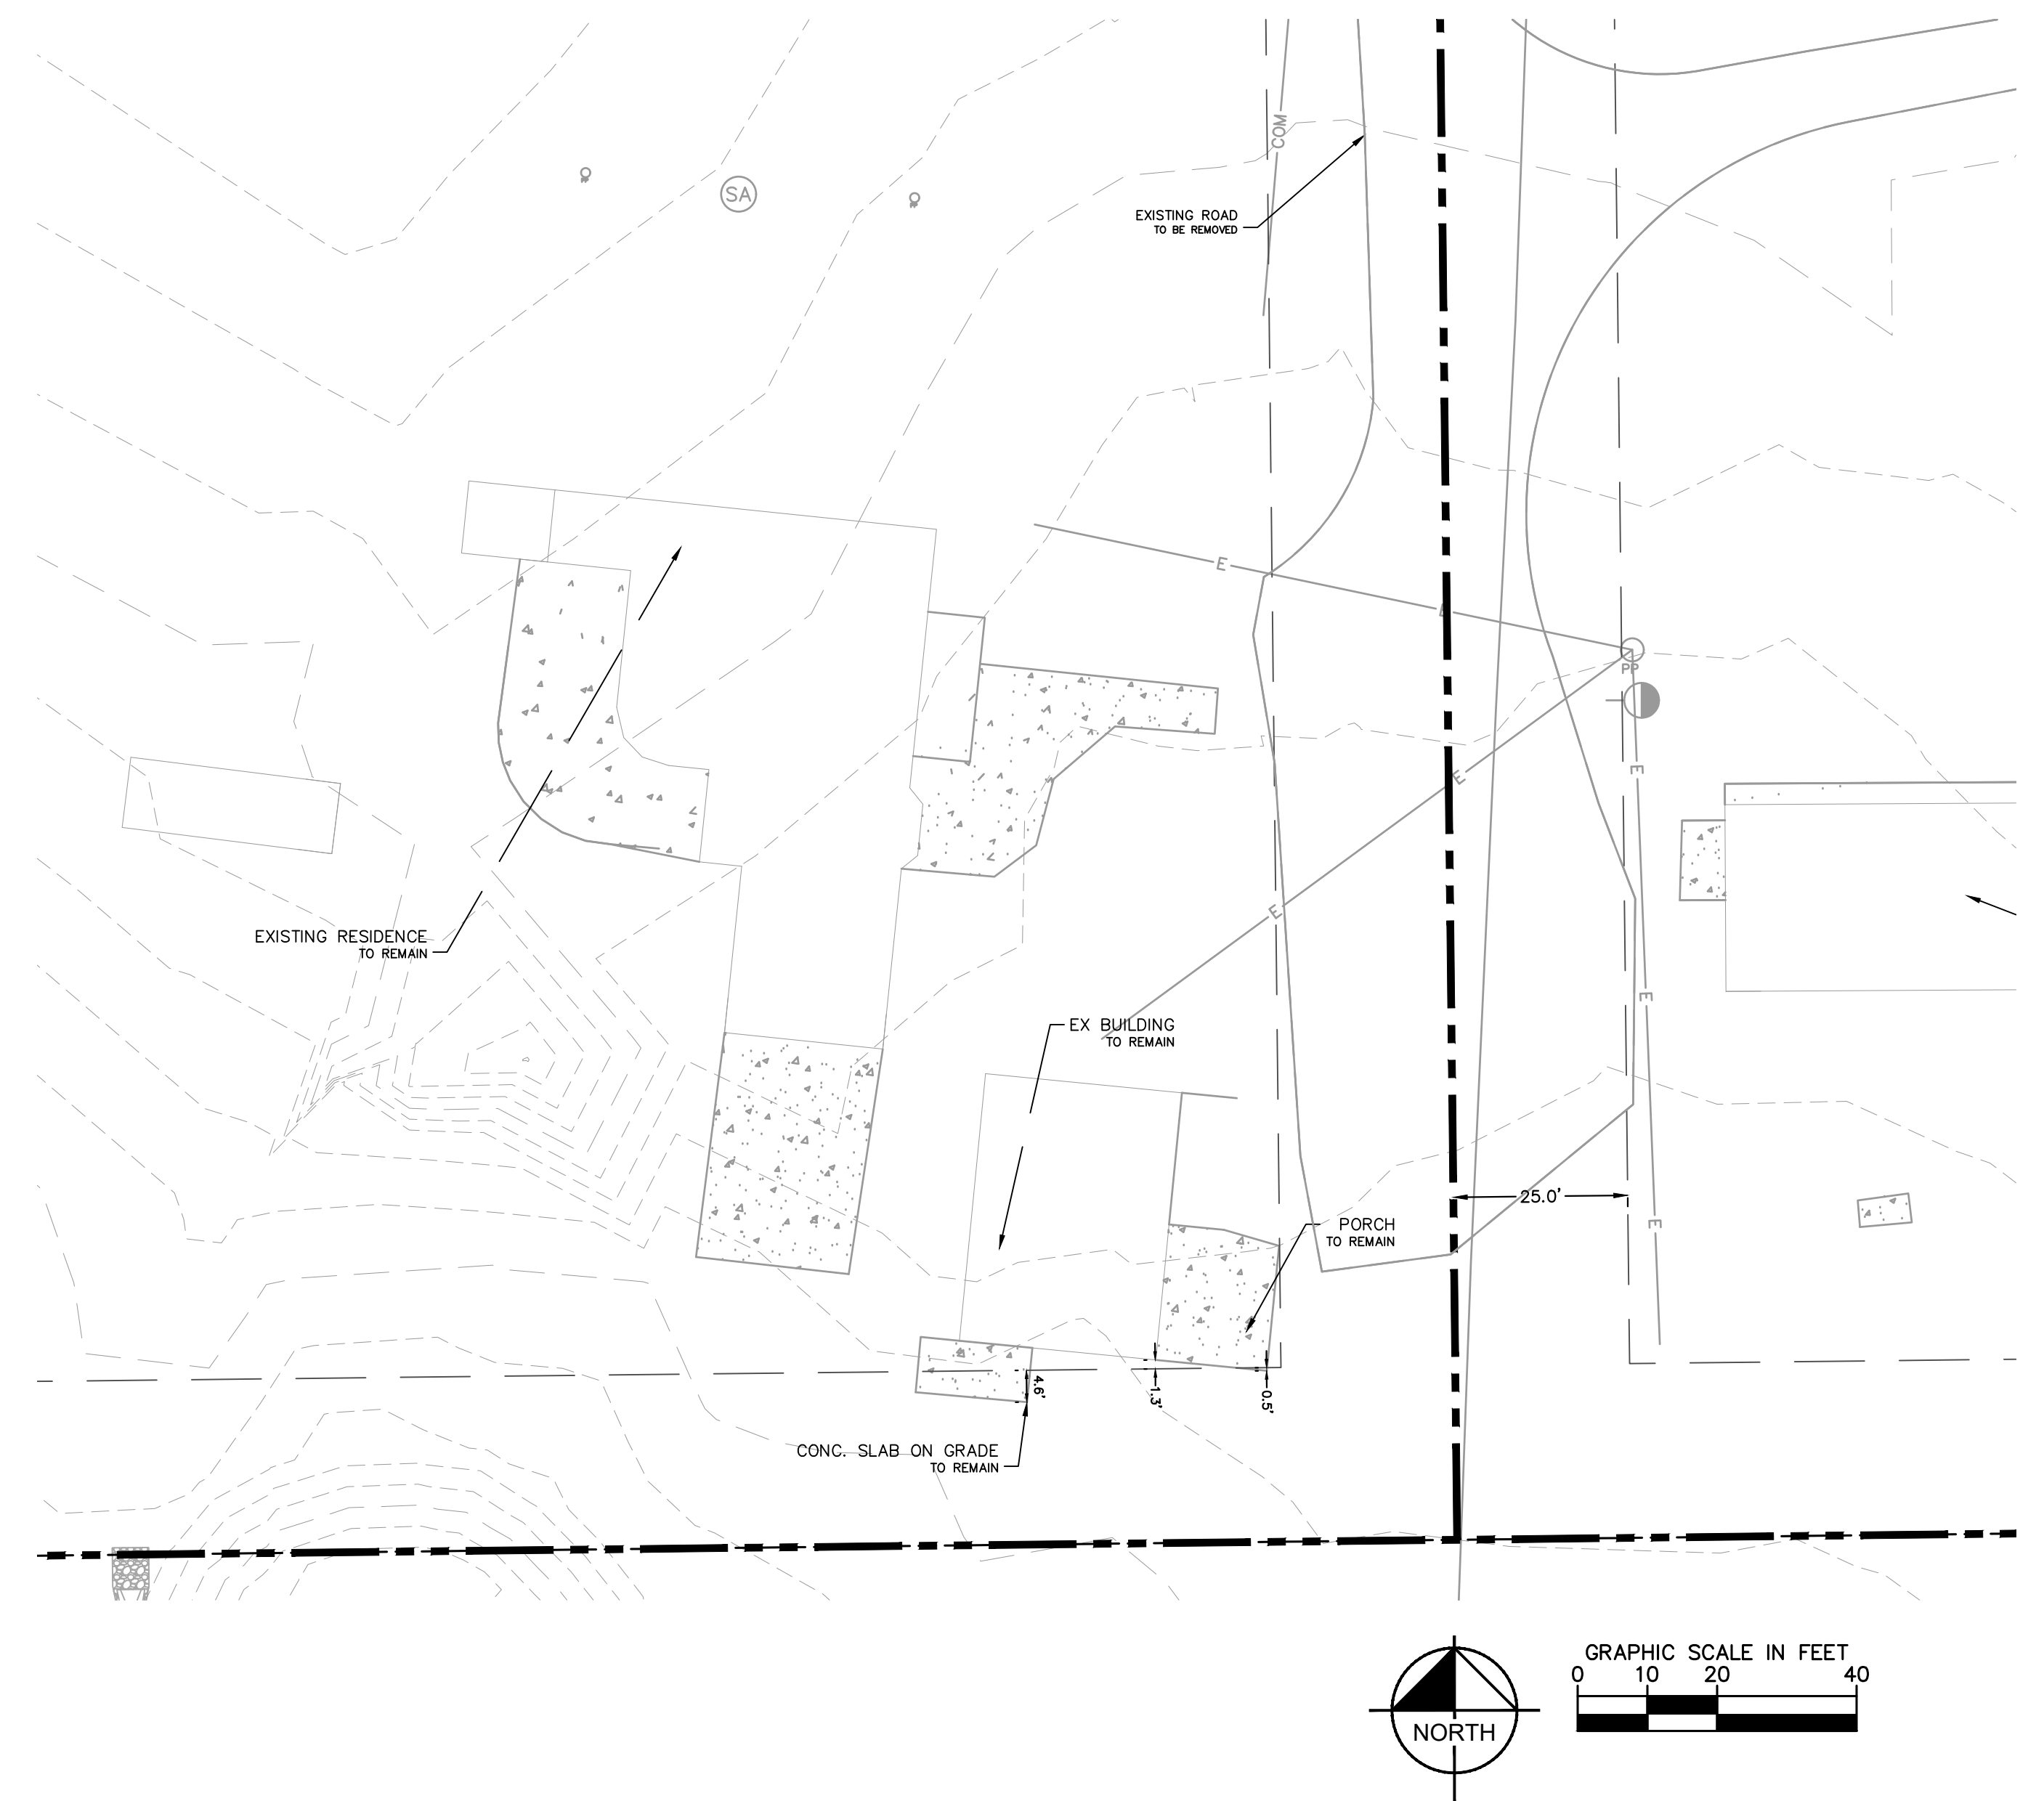 COM
SA
EXISTING ROAD
TO BE REMOVED
E
E
PP
E
E
E
EXISTING RESIDENCE
TO REMAIN
E
E
EX BUILDING
TO REMAIN
25.0'
PORCH
TO REMAIN
E
4.6'
1.3'
0.5'
CONC. SLAB ON GRADE
TO REMAIN
GRAPHIC SCALE IN FEET
0 10 20 40
NORTH